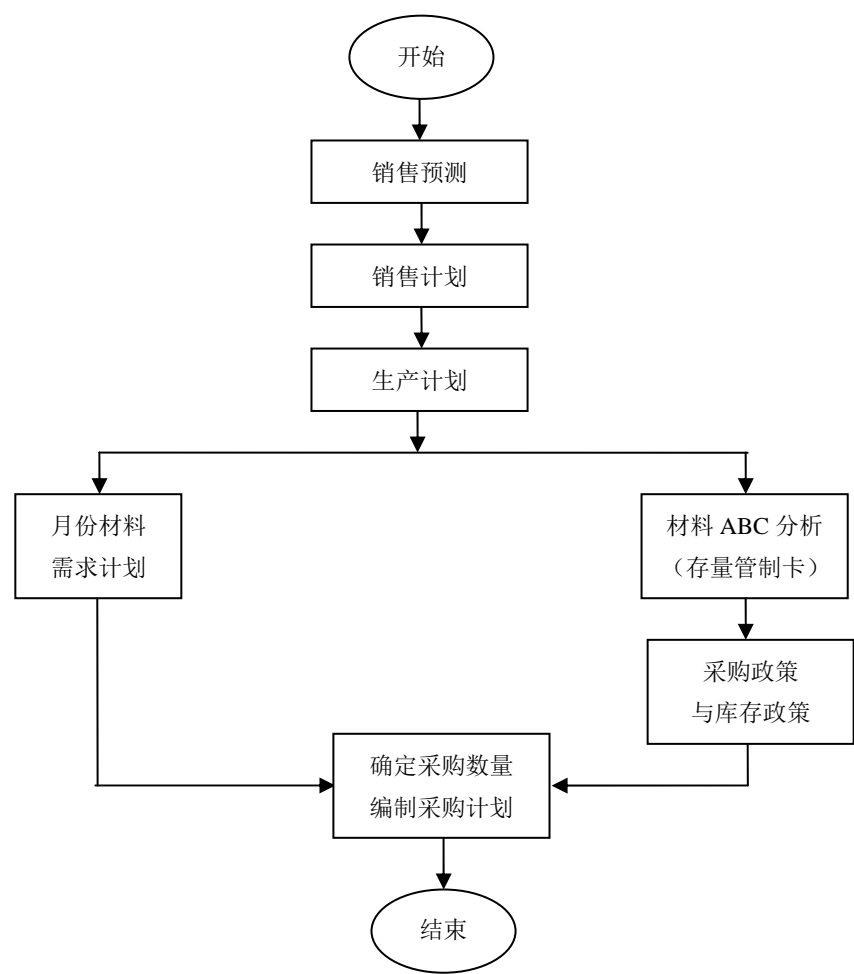 开始
销售预测
销售计划
生产计划
月份材料
需求计划
材料 ABC 分析
（存量管制卡）
采购政策
与库存政策
确定采购数量
编制采购计划
结束